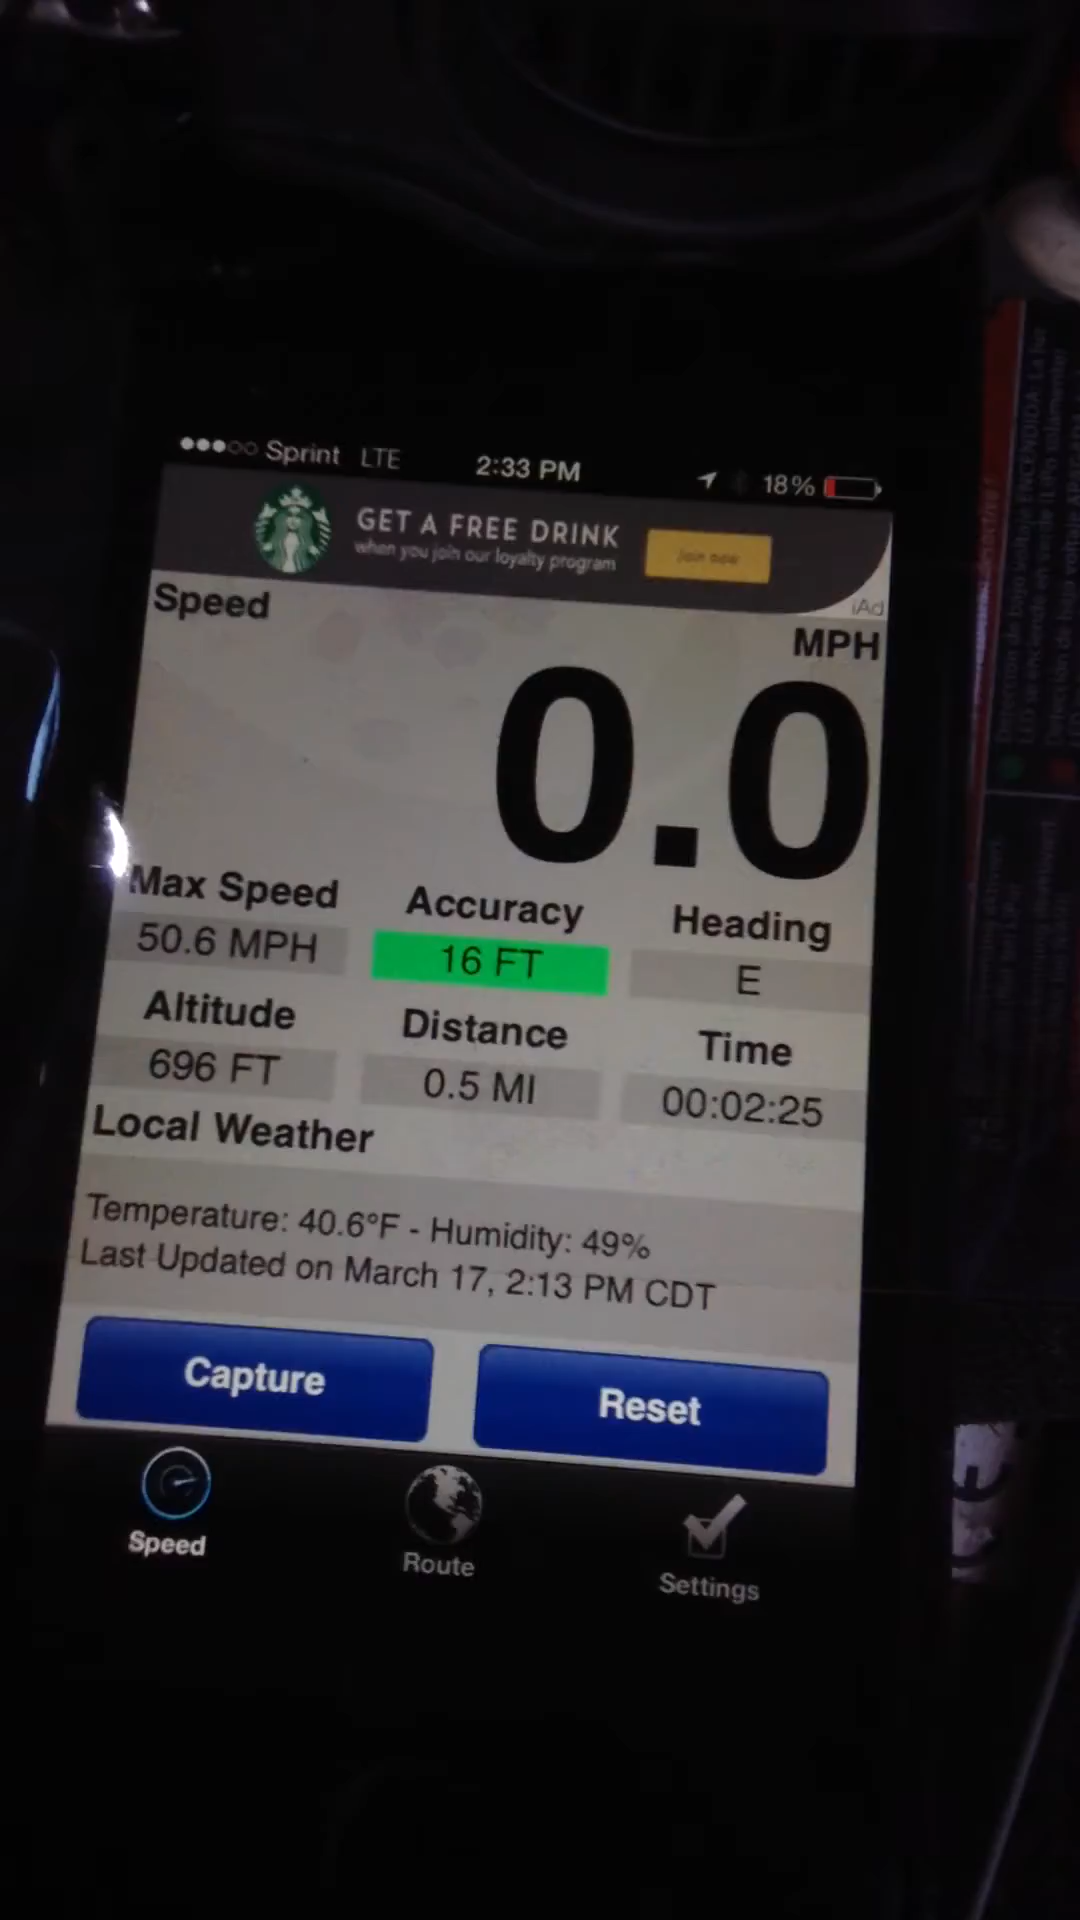 Sprint LTE 2:33 PM 18%
GET A FREE DRINK
when you join our loyalty program
Join now
iAd
Speed
MPH
0.0
Max Speed Accuracy Heading
50.6 MPH 16 FT E
Altitude Distance Time
696 FT 0.5 MI 00:02:25
Local Weather
Temperature: 40.6°F - Humidity: 49%
Last Updated on March 17, 2:13 PM CDT
Capture Reset
Speed Route Settings